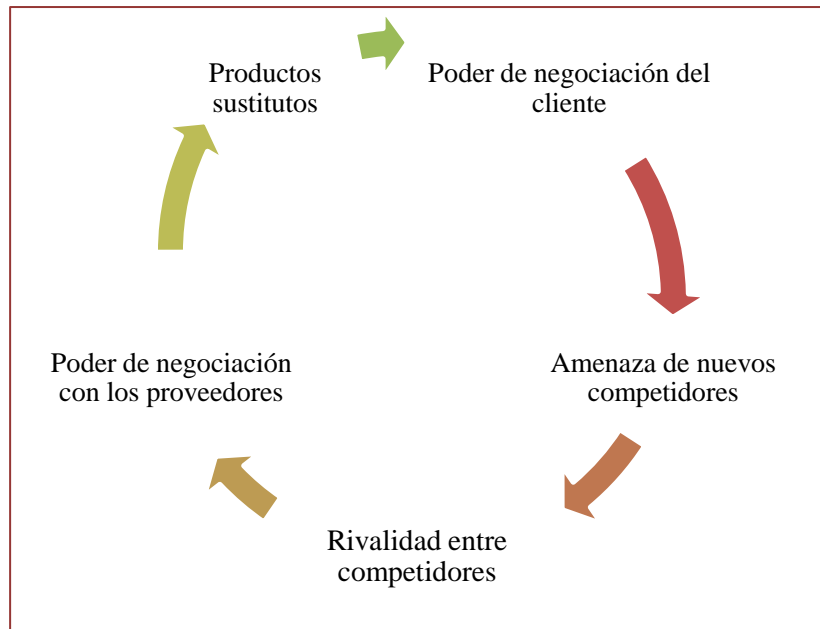 Productos
sustitutos
Poder de negociación del
cliente
Amenaza de nuevos
competidores
Rivalidad entre
competidores
Poder de negociación
con los proveedores